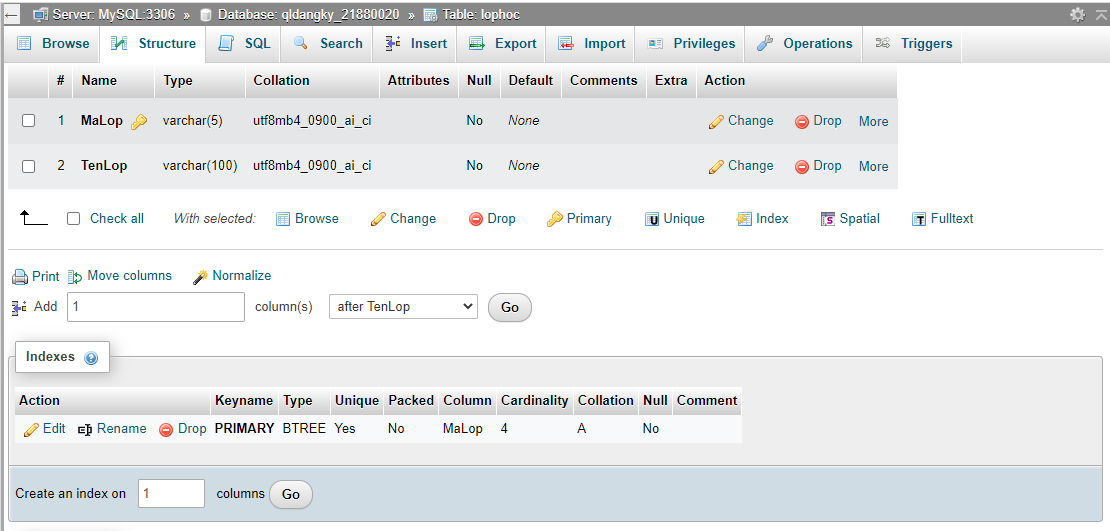 Server: MySQL:3306 » Database: qldangky_21880020 » Table: lophoc
Browse Structure SQL Search Insert Export Import Privileges Operations Triggers
# Name Type Collation Attributes Null Default Comments Extra Action
1 MaLop varchar(5) utf8mb4_0900_ai_ci No None Change Drop More
2 TenLop varchar(100) utf8mb4_0900_ai_ci No None Change Drop More
Check all With selected: Browse Change Drop Primary Unique Index Spatial Fulltext
Print Move columns Normalize
Add 1 column(s) after TenLop Go
Indexes
Action Keyname Type Unique Packed Column Cardinality Collation Null Comment
Edit Rename Drop PRIMARY BTREE Yes No MaLop 4 A No
Create an index on 1 columns Go